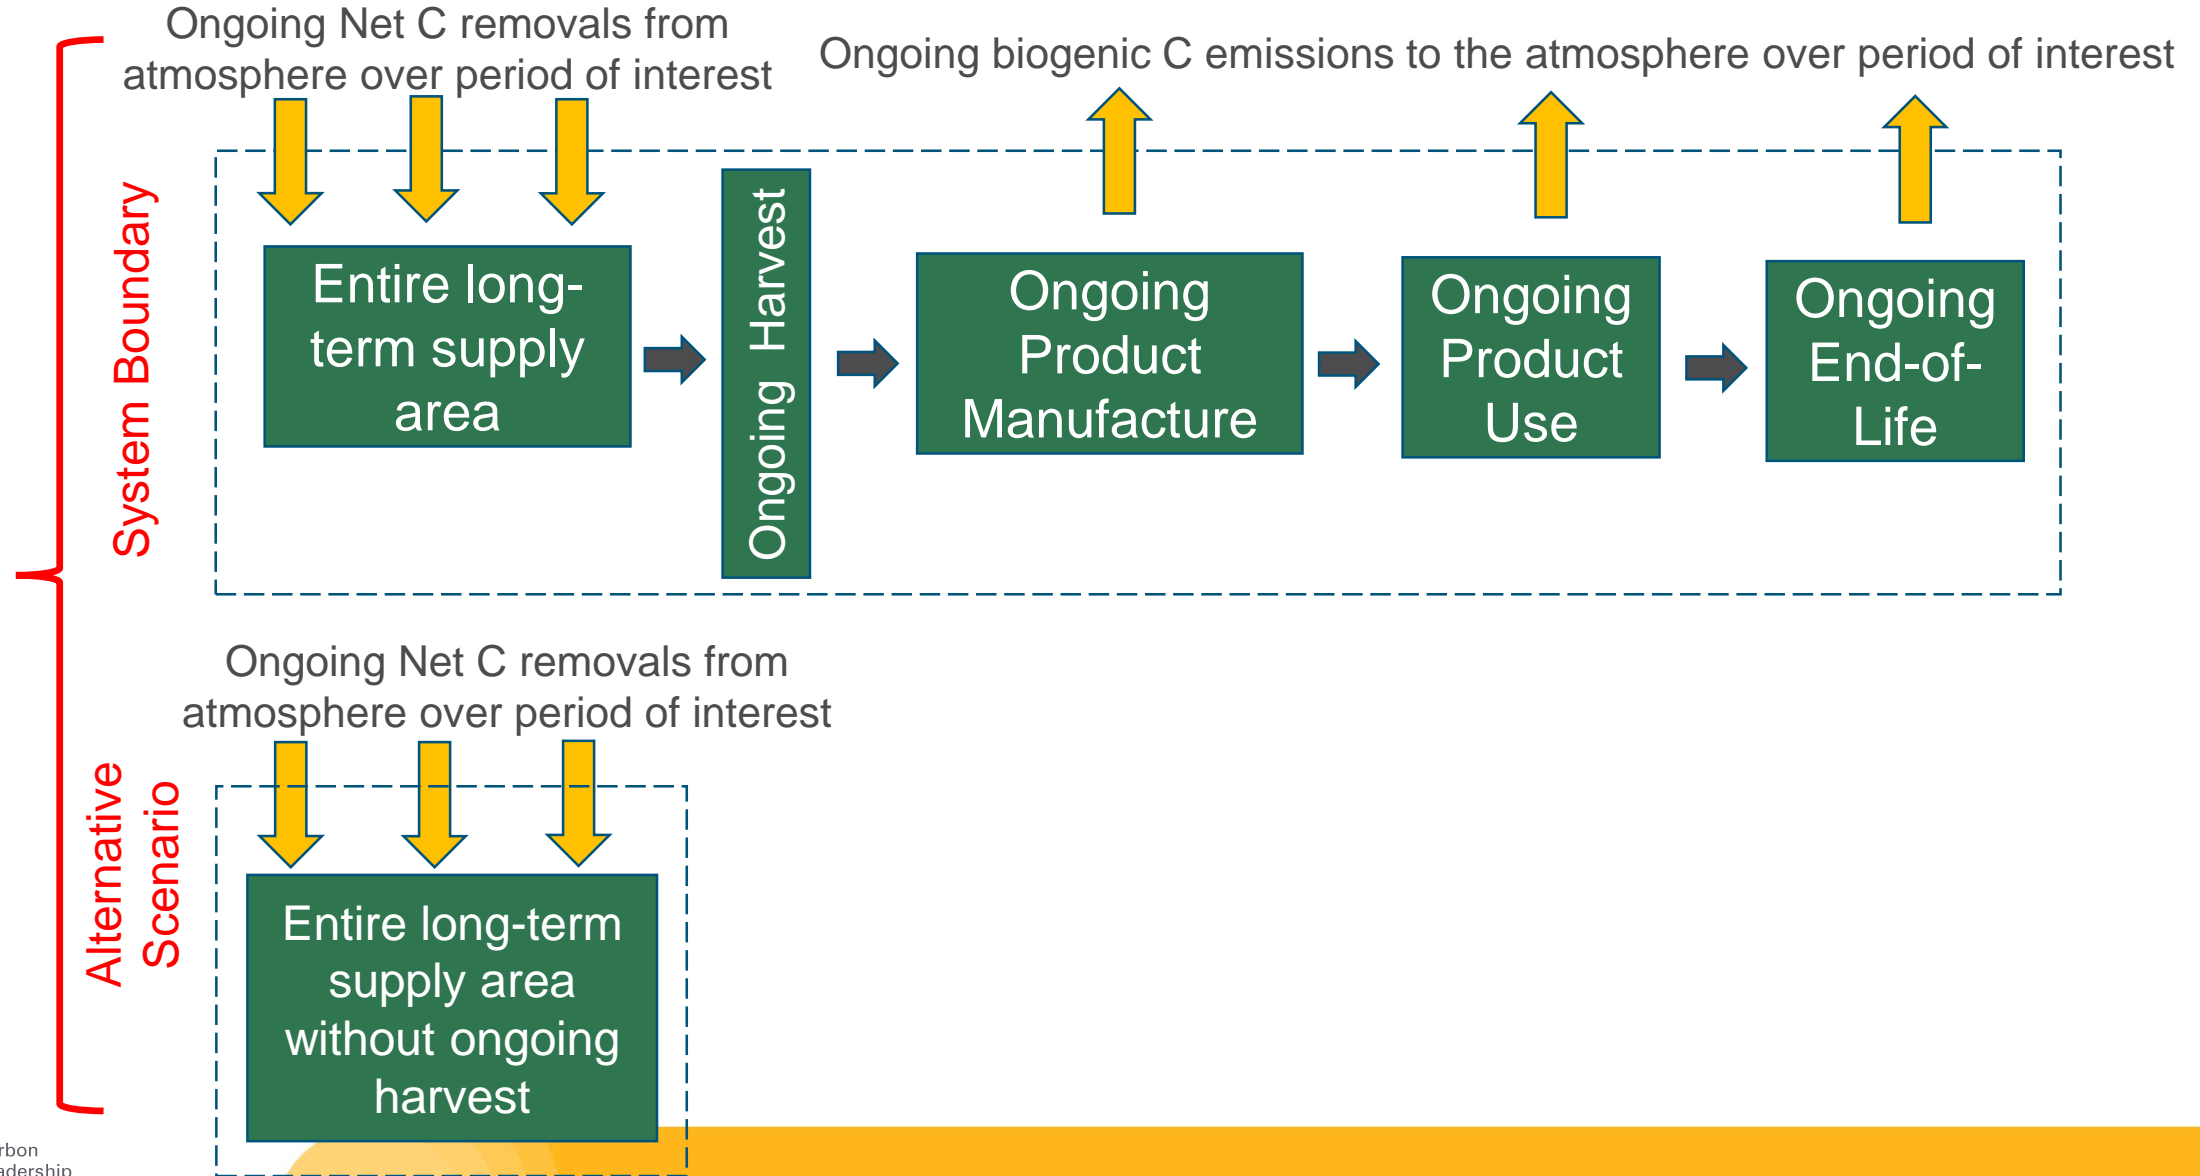 Ongoing Net C removals from
atmosphere over period of interest
Ongoing biogenic C emissions to the atmosphere over period of interest
System Boundary
Entire long-
term supply
area
Ongoing Harvest
Ongoing
Product
Manufacture
Ongoing
Product
Use
Ongoing
End-of-
Life
Ongoing Net C removals from
atmosphere over period of interest
Alternative
Scenario
Entire long-term
supply area
without ongoing
harvest
rbon
adership